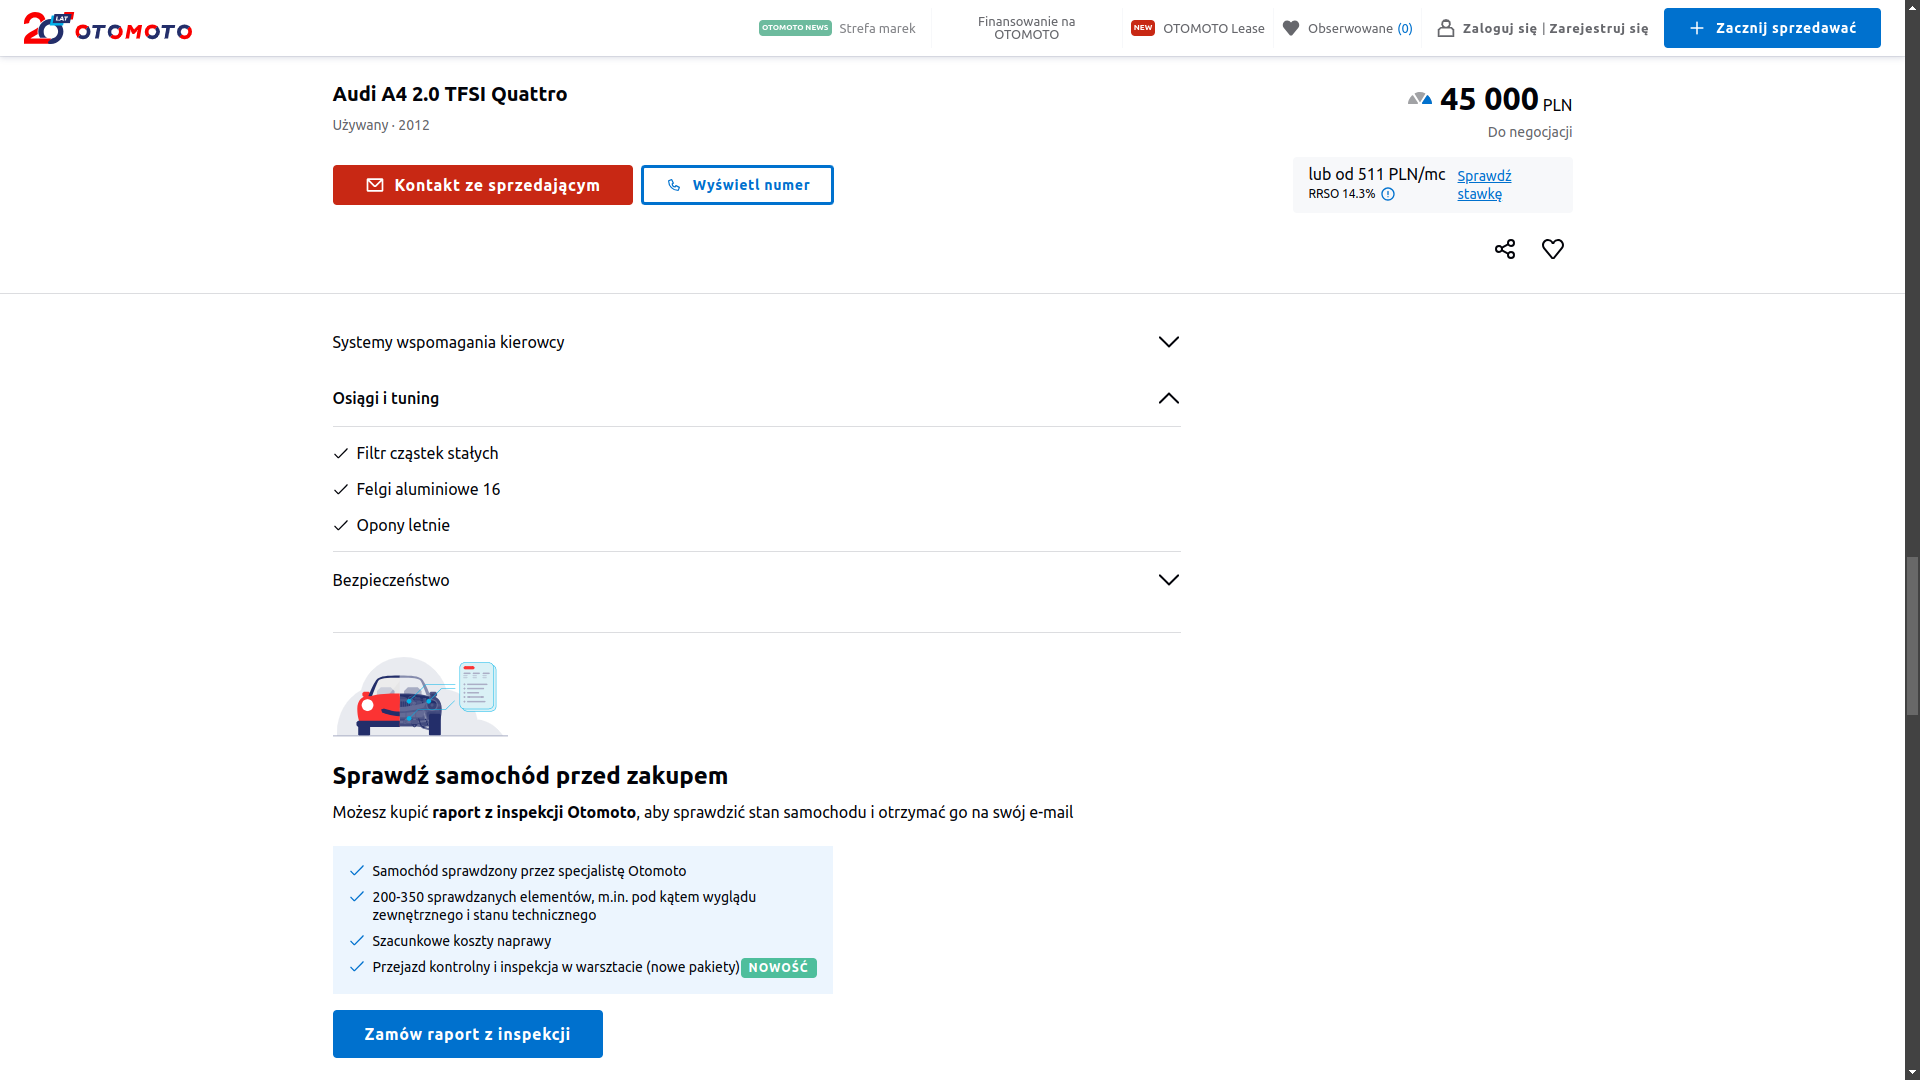 20 LAT OTOMOTO
OTOMOTO NEWS Strefa marek
Finansowanie na
OTOMOTO
NEW OTOMOTO Lease
Obserwowane (0)
Zaloguj się | Zarejestruj się
Zacznij sprzedawać
Audi A4 2.0 TFSI Quattro
Używany · 2012
45 000 PLN
Do negocjacji
Kontakt ze sprzedającym
Wyświetl numer
lub od 511 PLN/mc
RRSO 14.3%
Sprawdź
stawkę
Systemy wspomagania kierowcy
Osiągi i tuning
Filtr cząstek stałych
Felgi aluminiowe 16
Opony letnie
Bezpieczeństwo
Sprawdź samochód przed zakupem
Możesz kupić raport z inspekcji Otomoto, aby sprawdzić stan samochodu i otrzymać go na swój e-mail
Samochód sprawdzony przez specjalistę Otomoto
200-350 sprawdzanych elementów, m.in. pod kątem wyglądu
zewnętrznego i stanu technicznego
Szacunkowe koszty naprawy
Przejazd kontrolny i inspekcja w warsztacie (nowe pakiety) NOWOŚĆ
Zamów raport z inspekcji